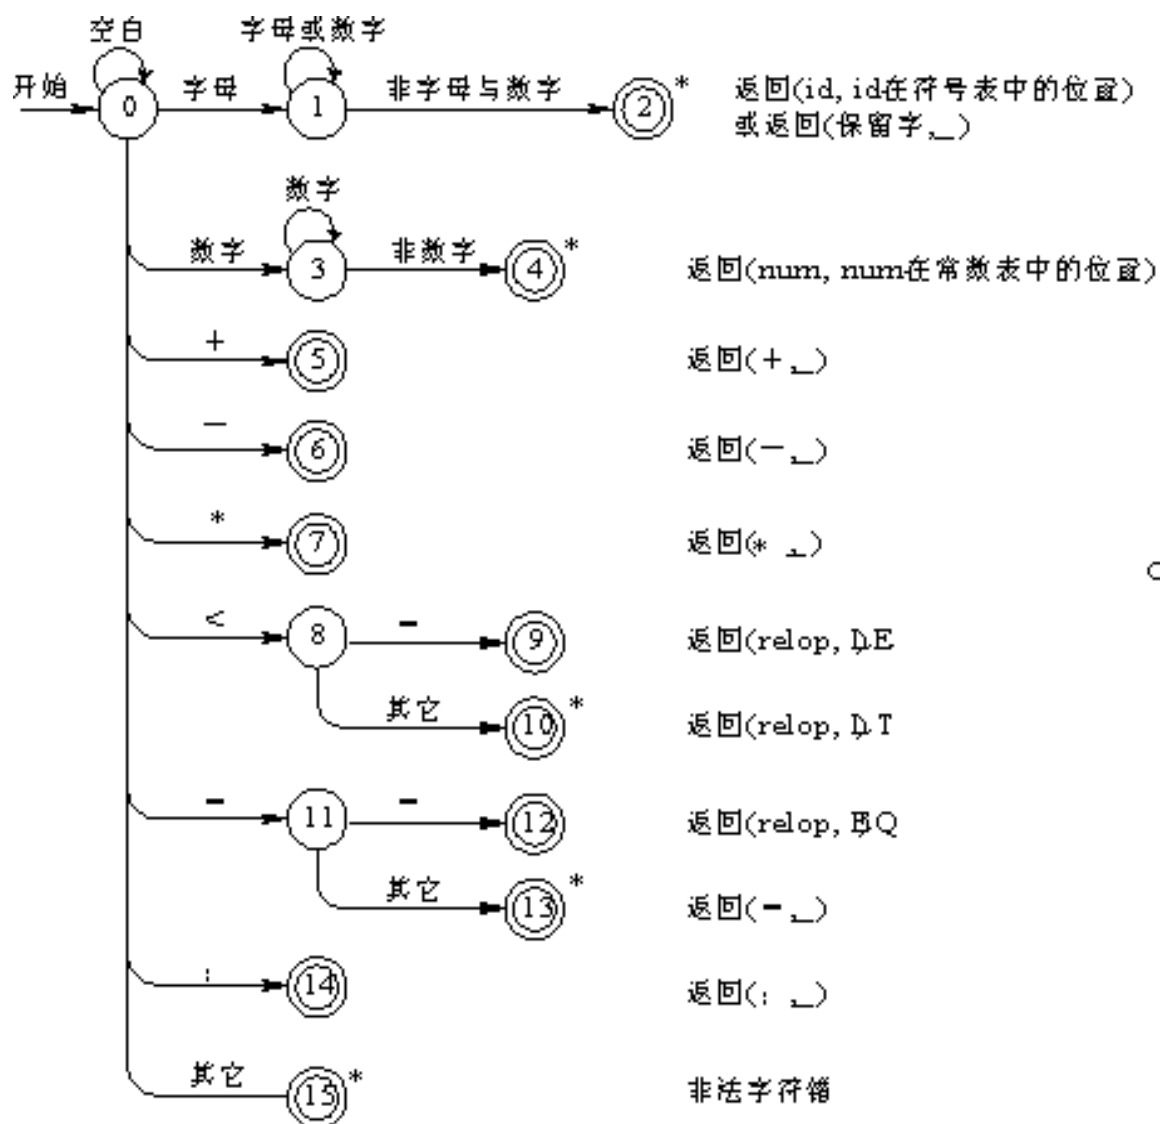 空白 字母或数字
开始 0 字母 1 非字母与数字 2 * 返回(id, id在符号表中的位置)
或返回(保留字,_)
数字
数字 3 非数字 4 * 返回(num, num在常数表中的位置)
+ 5 返回(+,_)
— 6 返回(—,_)
* 7 返回(* ,_)
< 8 = 9 返回(relop, LE)
其它 10 * 返回(relop, LT)
= 11 = 12 返回(relop, EQ)
其它 13 * 返回(=,_)
; 14 返回(; ,_)
其它 15 * 非法字符错